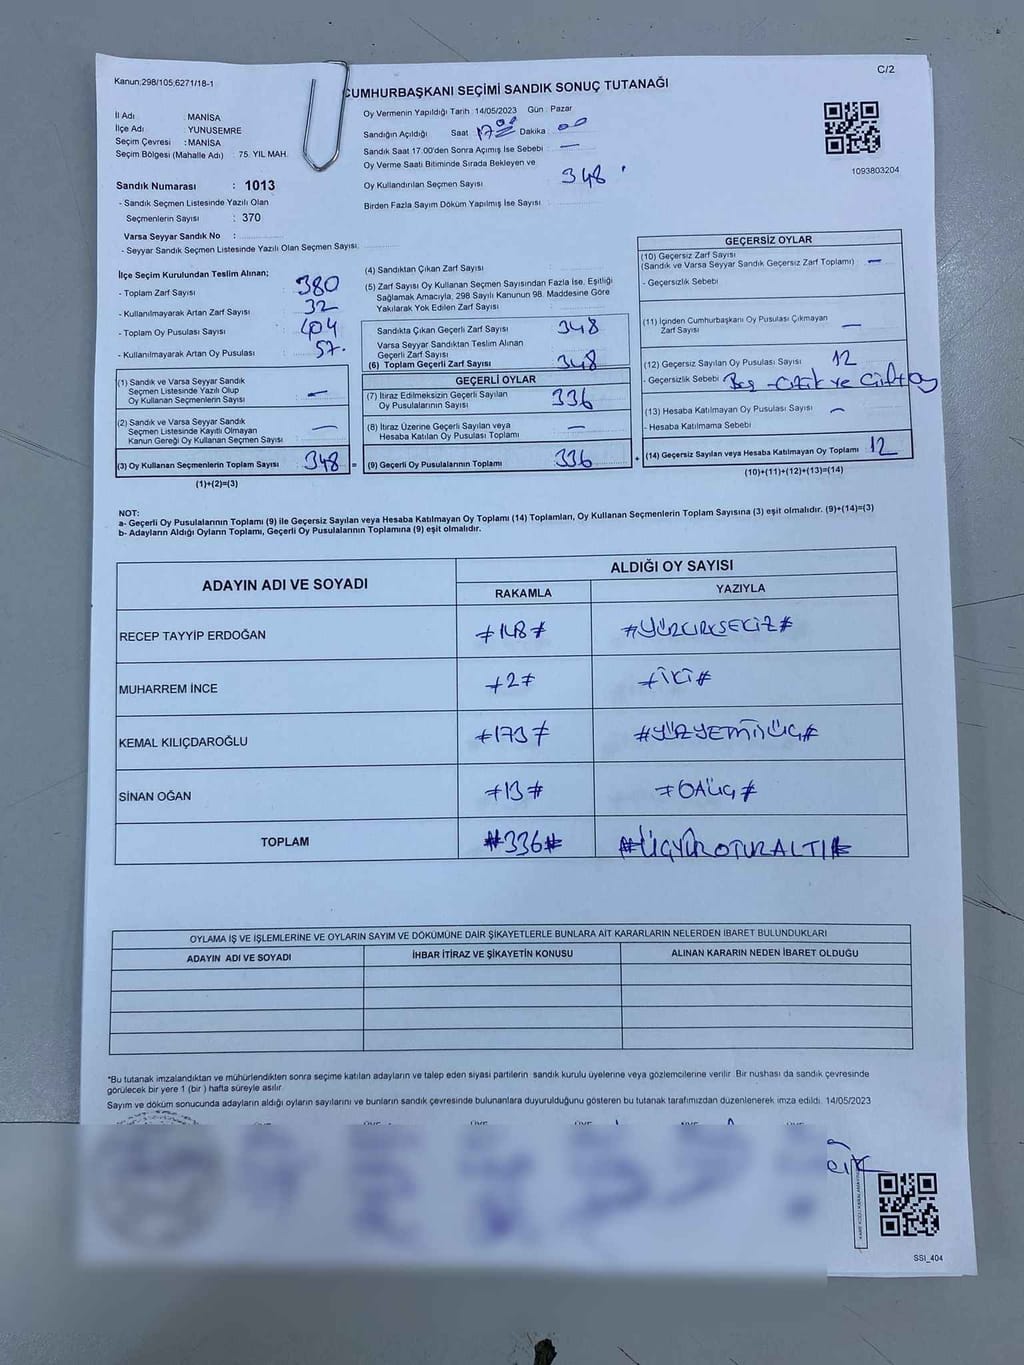 Kanun:298/105,6271/18-1
C/2
CUMHURBAŞKANI SEÇİMİ SANDIK SONUÇ TUTANAĞI
İl Adı : MANİSA
İlçe Adı : YUNUSEMRE
Seçim Çevresi : MANİSA
Seçim Bölgesi (Mahalle Adı) : 75. YIL MAH.
Sandık Numarası : 1013
- Sandık Seçmen Listesinde Yazılı Olan
Seçmenlerin Sayısı : 370
Varsa Seyyar Sandık No :
- Seyyar Sandık Seçmen Listesinde Yazılı Olan Seçmen Sayısı:
Oy Vermenin Yapıldığı Tarih :14/05/2023 Gün : Pazar
Sandığın Açıldığı Saat 17 00 Dakika : 00
Sandık Saat 17.00'den Sonra Açımış İse Sebebi : —
Oy Verme Saati Bitiminde Sırada Bekleyen ve
Oy Kullandırılan Seçmen Sayısı : 348
Birden Fazla Sayım Döküm Yapılmış İse Sayısı :
1093803204
İlçe Seçim Kurulundan Teslim Alınan;
- Toplam Zarf Sayısı : 380
- Kullanılmayarak Artan Zarf Sayısı : 32
- Toplam Oy Pusulası Sayısı : 404
- Kullanılmayarak Artan Oy Pusulası : 57.
(1) Sandık ve Varsa Seyyar Sandık
Seçmen Listesinde Yazılı Olup
Oy Kullanan Seçmenlerin Sayısı : —
(2) Sandık ve Varsa Seyyar Sandık
Seçmen Listesinde Kayıtlı Olmayan
Kanun Gereği Oy Kullanan Seçmen Sayısı : —
(3) Oy Kullanan Seçmenlerin Toplam Sayısı : 348
(1)+(2)=(3)
(4) Sandıktan Çıkan Zarf Sayısı :
(5) Zarf Sayısı Oy Kullanan Seçmen Sayısından Fazla İse, Eşitliği
Sağlamak Amacıyla, 298 Sayılı Kanunun 98. Maddesine Göre
Yakılarak Yok Edilen Zarf Sayısı :
Sandıkta Çıkan Geçerli Zarf Sayısı : 348
Varsa Seyyar Sandıktan Teslim Alınan
Geçerli Zarf Sayısı :
(6) Toplam Geçerli Zarf Sayısı : 348
GEÇERLİ OYLAR
(7) İtiraz Edilmeksizin Geçerli Sayılan
Oy Pusulalarının Sayısı : 336
(8) İtiraz Üzerine Geçerli Sayılan veya
Hesaba Katılan Oy Pusulası Toplamı : —
= (9) Geçerli Oy Pusulalarının Toplamı : 336
GEÇERSİZ OYLAR
(10) Geçersiz Zarf Sayısı
(Sandık ve Varsa Seyyar Sandık Geçersiz Zarf Toplamı) : —
- Geçersizlik Sebebi :
(11) İçinden Cumhurbaşkanı Oy Pusulası Çıkmayan
Zarf Sayısı : —
(12) Geçersiz Sayılan Oy Pusulası Sayısı : 12
- Geçersizlik Sebebi : Boş - Çizik ve Çift oy
(13) Hesaba Katılmayan Oy Pusulası Sayısı : —
- Hesaba Katılmama Sebebi :
+ (14) Geçersiz Sayılan veya Hesaba Katılmayan Oy Toplamı : 12
(10)+(11)+(12)+(13)=(14)
NOT:
a- Geçerli Oy Pusulalarının Toplamı (9) ile Geçersiz Sayılan veya Hesaba Katılmayan Oy Toplamı (14) Toplamları, Oy Kullanan Seçmenlerin Toplam Sayısına (3) eşit olmalıdır. (9)+(14)=(3)
b- Adayların Aldığı Oyların Toplamı, Geçerli Oy Pusulalarının Toplamına (9) eşit olmalıdır.
ADAYIN ADI VE SOYADI
ALDIĞI OY SAYISI
RAKAMLA YAZIYLA
RECEP TAYYİP ERDOĞAN #148# #YÜZKIRKSEKİZ#
MUHARREM İNCE #2# #İKİ#
KEMAL KILIÇDAROĞLU #173# #YÜZYETMİŞÜÇ#
SİNAN OĞAN #13# #ONÜÇ#
TOPLAM #336# #ÜÇYÜZOTUZALTI#
OYLAMA İŞ VE İŞLEMLERİNE VE OYLARIN SAYIM VE DÖKÜMÜNE DAİR ŞİKAYETLERLE BUNLARA AİT KARARLARIN NELERDEN İBARET BULUNDUKLARI
ADAYIN ADI VE SOYADI İHBAR İTİRAZ VE ŞİKAYETİN KONUSU ALINAN KARARIN NEDEN İBARET OLDUĞU
*Bu tutanak imzalandıktan ve mühürlendikten sonra seçime katılan adayların ve talep eden siyasi partilerin sandık kurulu üyelerine veya gözlemcilerine verilir. Bir nüshası da sandık çevresinde
görülecek bir yere 1 (bir ) hafta süreyle asılır.
Sayım ve döküm sonucunda adayların aldığı oyların sayılarını ve bunların sandık çevresinde bulunanlara duyurulduğunu gösteren bu tutanak tarafımızdan düzenlenerek imza edildi. 14/05/2023
SSI_404